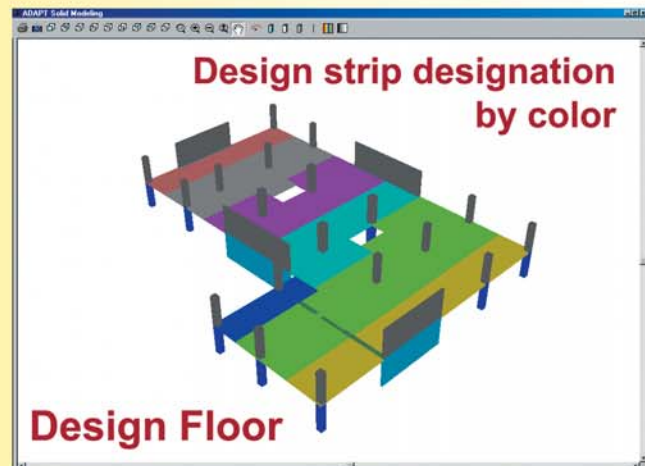 ADAPT Solid Modeling
Design strip designation
by color
Design Floor